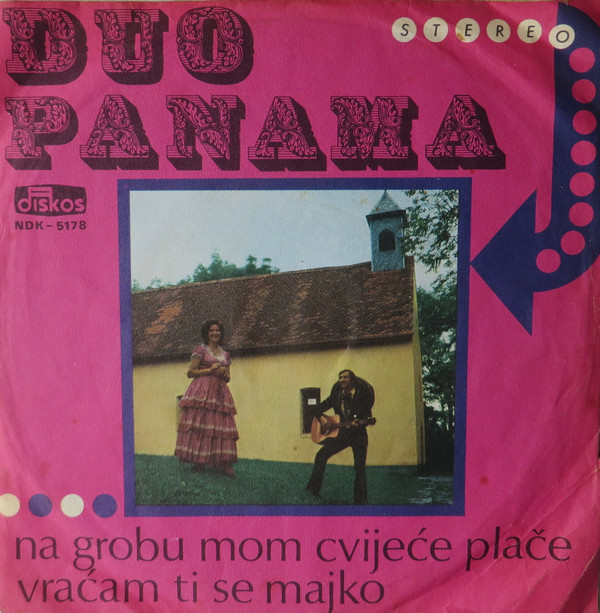 STEREO
DUO
PANAMA
diskos
NDK-5178
na grobu mom cvijeće plače
vraćam ti se majko